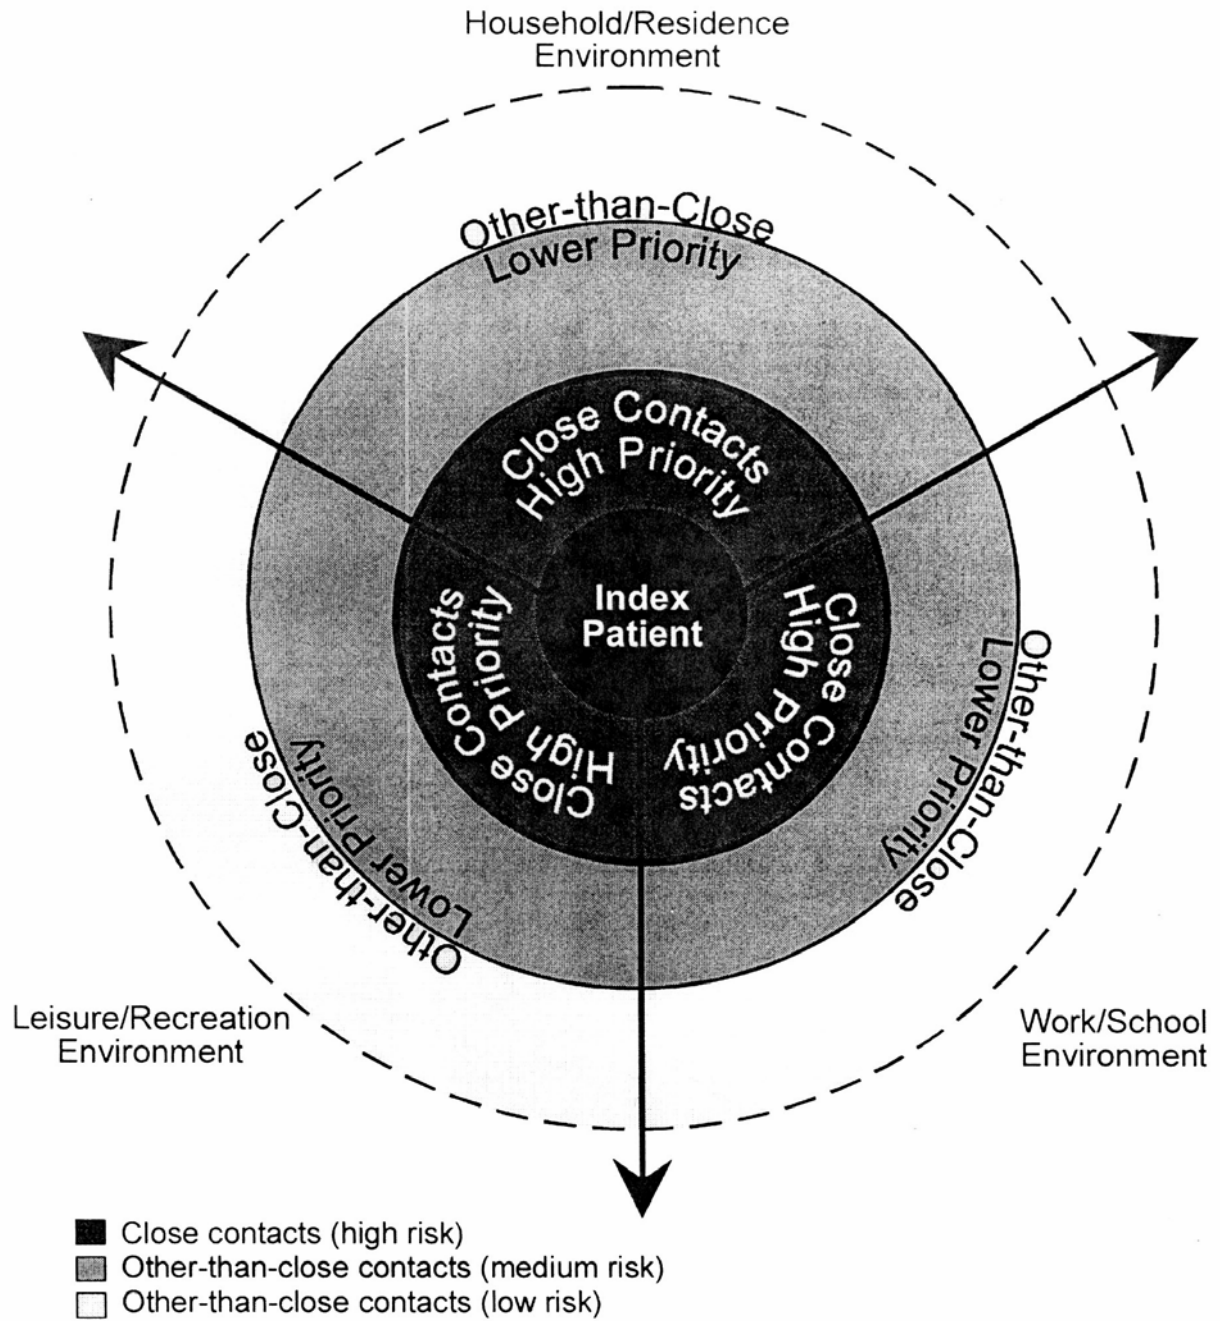 Household/Residence
Environment
Other-than-Close
Lower Priority
Close Contacts
High Priority
Index
Patient
Close Contacts
High Priority
Close Contacts
High Priority
Other-than-Close
Lower Priority
Other-than-Close
Lower Priority
Leisure/Recreation
Environment
Work/School
Environment
Close contacts (high risk)
Other-than-close contacts (medium risk)
Other-than-close contacts (low risk)